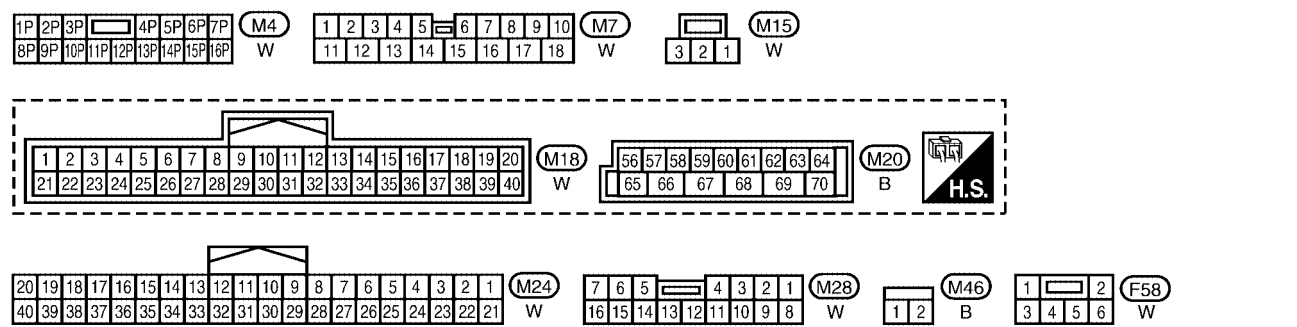 1P 2P 3P 4P 5P 6P 7P M4
8P 9P 10P 11P 12P 13P 14P 15P 16P W
1 2 3 4 5 6 7 8 9 10 M7
11 12 13 14 15 16 17 18 W
M15
3 2 1 W
1 2 3 4 5 6 7 8 9 10 11 12 13 14 15 16 17 18 19 20 M18
21 22 23 24 25 26 27 28 29 30 31 32 33 34 35 36 37 38 39 40 W
56 57 58 59 60 61 62 63 64 M20
65 66 67 68 69 70 B
H.S.
20 19 18 17 16 15 14 13 12 11 10 9 8 7 6 5 4 3 2 1 M24
40 39 38 37 36 35 34 33 32 31 30 29 28 27 26 25 24 23 22 21 W
7 6 5 4 3 2 1 M28
16 15 14 13 12 11 10 9 8 W
M46
1 2 B
1 2 F58
3 4 5 6 W